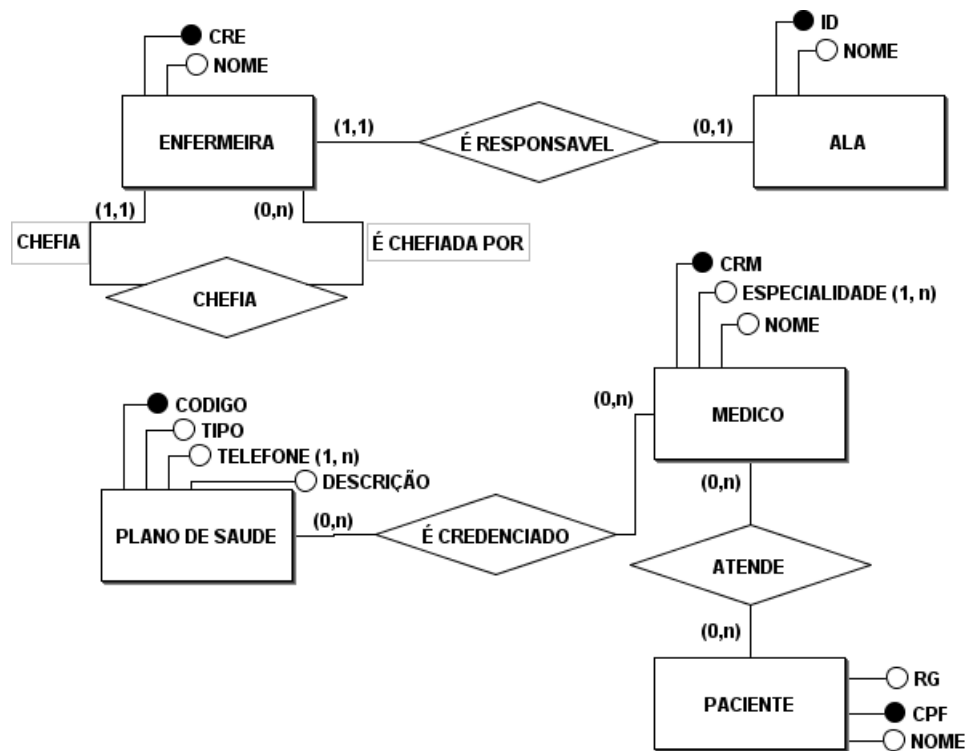 CRE
NOME
ENFERMEIRA
(1,1)
É RESPONSAVEL
(0,1)
ID
NOME
ALA
(1,1)
(0,n)
CHEFIA
É CHEFIADA POR
CHEFIA
CRM
ESPECIALIDADE (1, n)
NOME
MEDICO
(0,n)
(0,n)
CODIGO
TIPO
TELEFONE (1, n)
DESCRIÇÃO
PLANO DE SAUDE
(0,n)
É CREDENCIADO
ATENDE
(0,n)
PACIENTE
RG
CPF
NOME